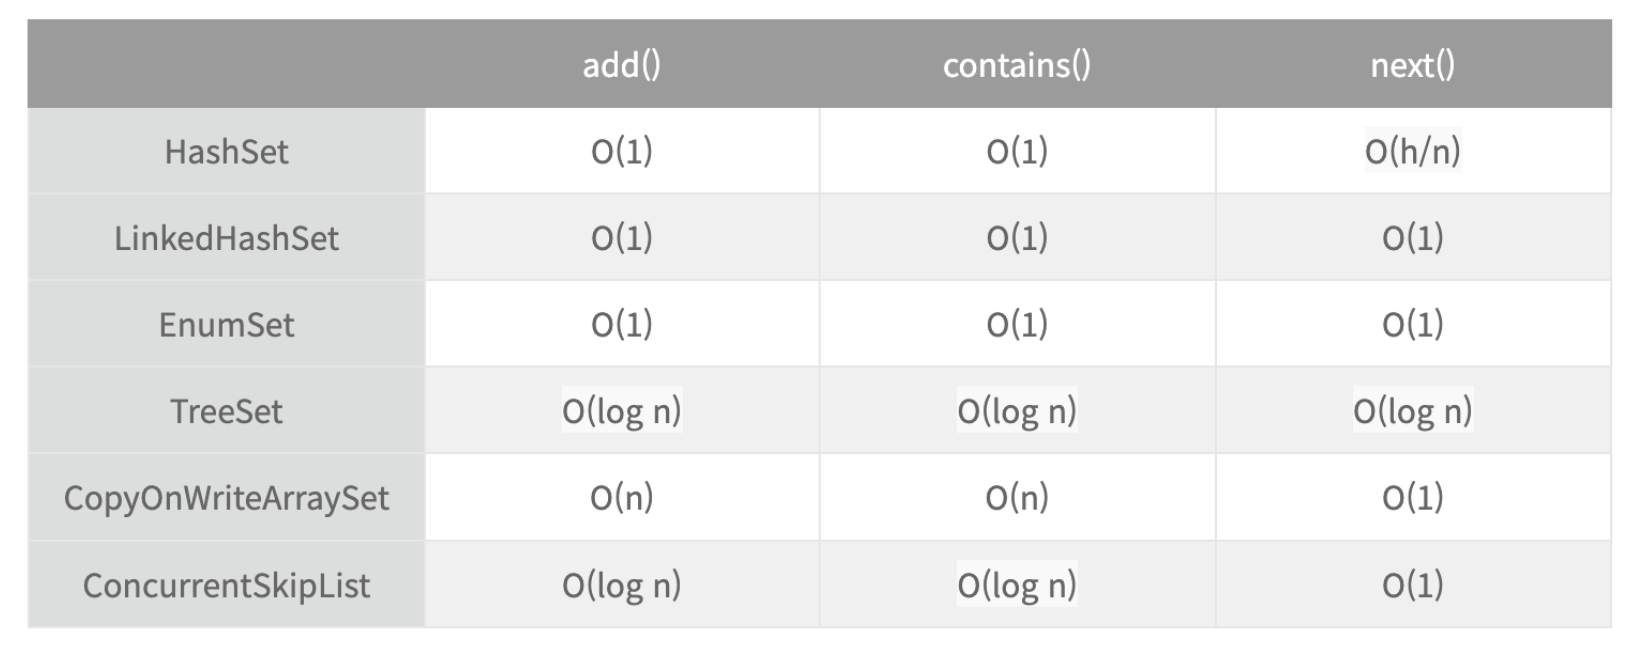 add() contains() next()
HashSet O(1) O(1) O(h/n)
LinkedHashSet O(1) O(1) O(1)
EnumSet O(1) O(1) O(1)
TreeSet O(log n) O(log n) O(log n)
CopyOnWriteArraySet O(n) O(n) O(1)
ConcurrentSkipList O(log n) O(log n) O(1)